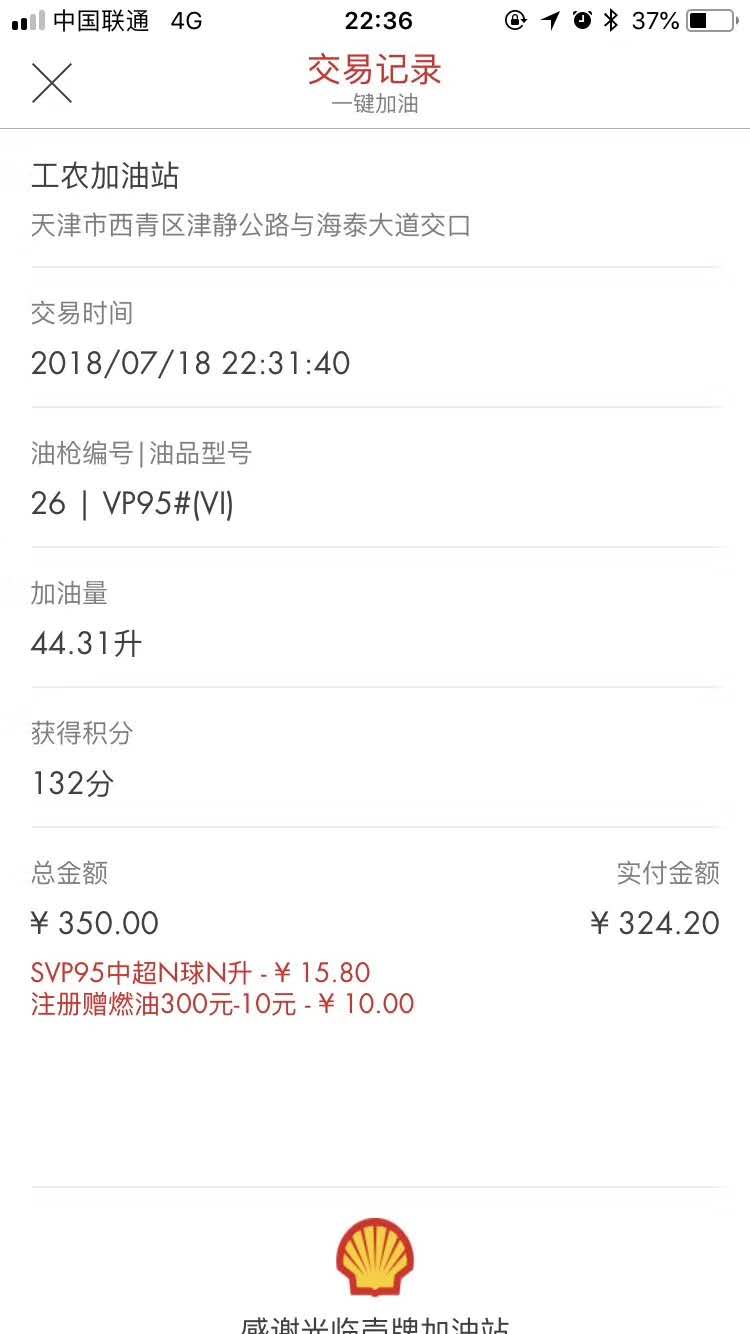 中国联通 4G 22:36 37%
交易记录
一键加油
工农加油站
天津市西青区津静公路与海泰大道交口
交易时间
2018/07/18 22:31:40
油枪编号|油品型号
26 | VP95#(VI)
加油量
44.31升
获得积分
132分
总金额 实付金额
¥ 350.00 ¥ 324.20
SVP95中超N球N升 - ¥ 15.80
注册赠燃油300元-10元 - ¥ 10.00
感谢光临壳牌加油站